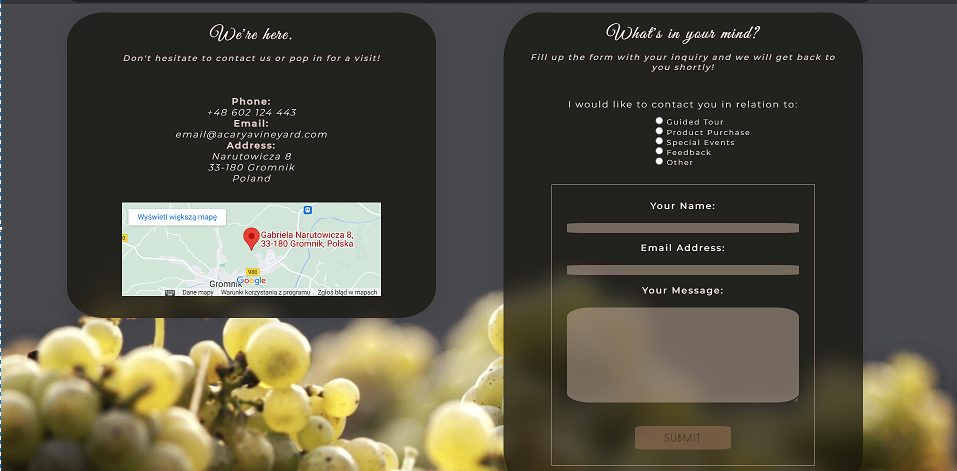 We're here.
Don't hesitate to contact us or pop in for a visit!
Phone:
+48 602 124 443
Email:
email@acaryavineyard.com
Address:
Narutowicza 8
33-180 Gromnik
Poland
Wyświetl większą mapę
Gabriela Narutowicza 8,
33-180 Gromnik, Polska
980
Gromnik
Google
Dane mapy Warunki korzystania z programu Zgłoś błąd w mapach
What's in your mind?
Fill up the form with your inquiry and we will get back to
you shortly!
I would like to contact you in relation to:
Guided Tour
Product Purchase
Special Events
Feedback
Other
Your Name:
Email Address:
Your Message:
SUBMIT